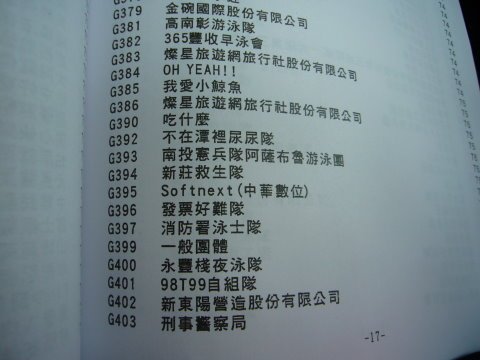 G379 金碗國際股份有限公司
G381 高南彰游泳隊
G382 365豐收早泳會
G383 燦星旅遊網旅行社股份有限公司
G384 OH YEAH!!
G385 我愛小鯨魚
G386 燦星旅遊網旅行社股份有限公司
G390 吃什麼
G392 不在潭裡尿尿隊
G393 南投憲兵隊阿薩布魯游泳團
G394 新莊救生隊
G395 Softnext(中華數位)
G396 發票好難隊
G397 消防署泳士隊
G399 一般團體
G400 永豐棧夜泳隊
G401 98T99自組隊
G402 新東陽營造股份有限公司
G403 刑事警察局
-17-